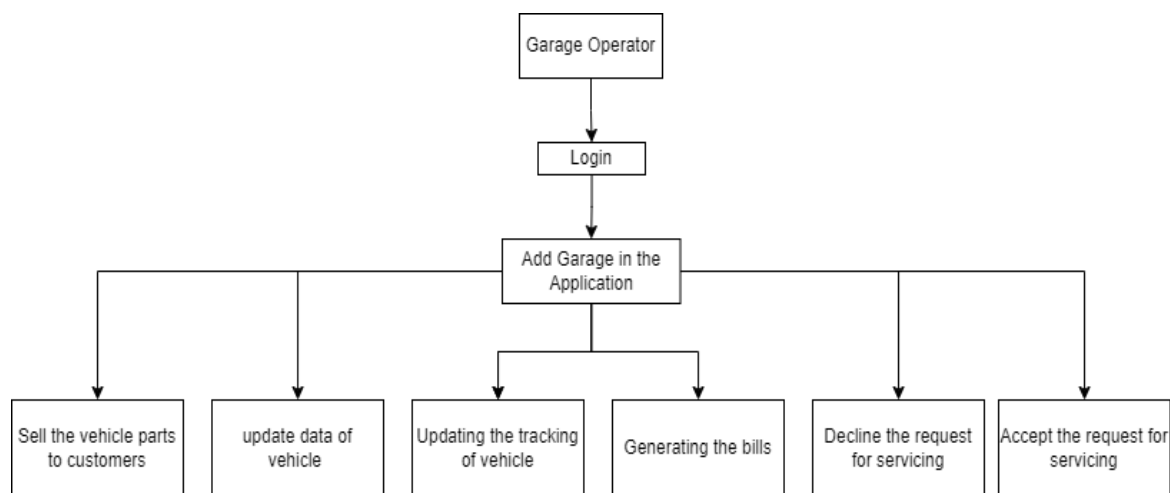 Garage Operator
Login
Add Garage in the
Application
Sell the vehicle parts
to customers
update data of
vehicle
Updating the tracking
of vehicle
Generating the bills
Decline the request
for servicing
Accept the request for
servicing